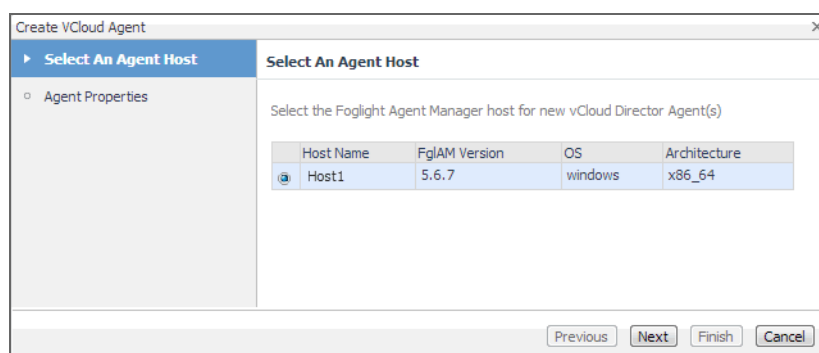 Create VCloud Agent
Select An Agent Host
Agent Properties
Select An Agent Host
Select the Foglight Agent Manager host for new vCloud Director Agent(s)
Host Name FglAM Version OS Architecture
Host1 5.6.7 windows x86_64
Previous Next Finish Cancel